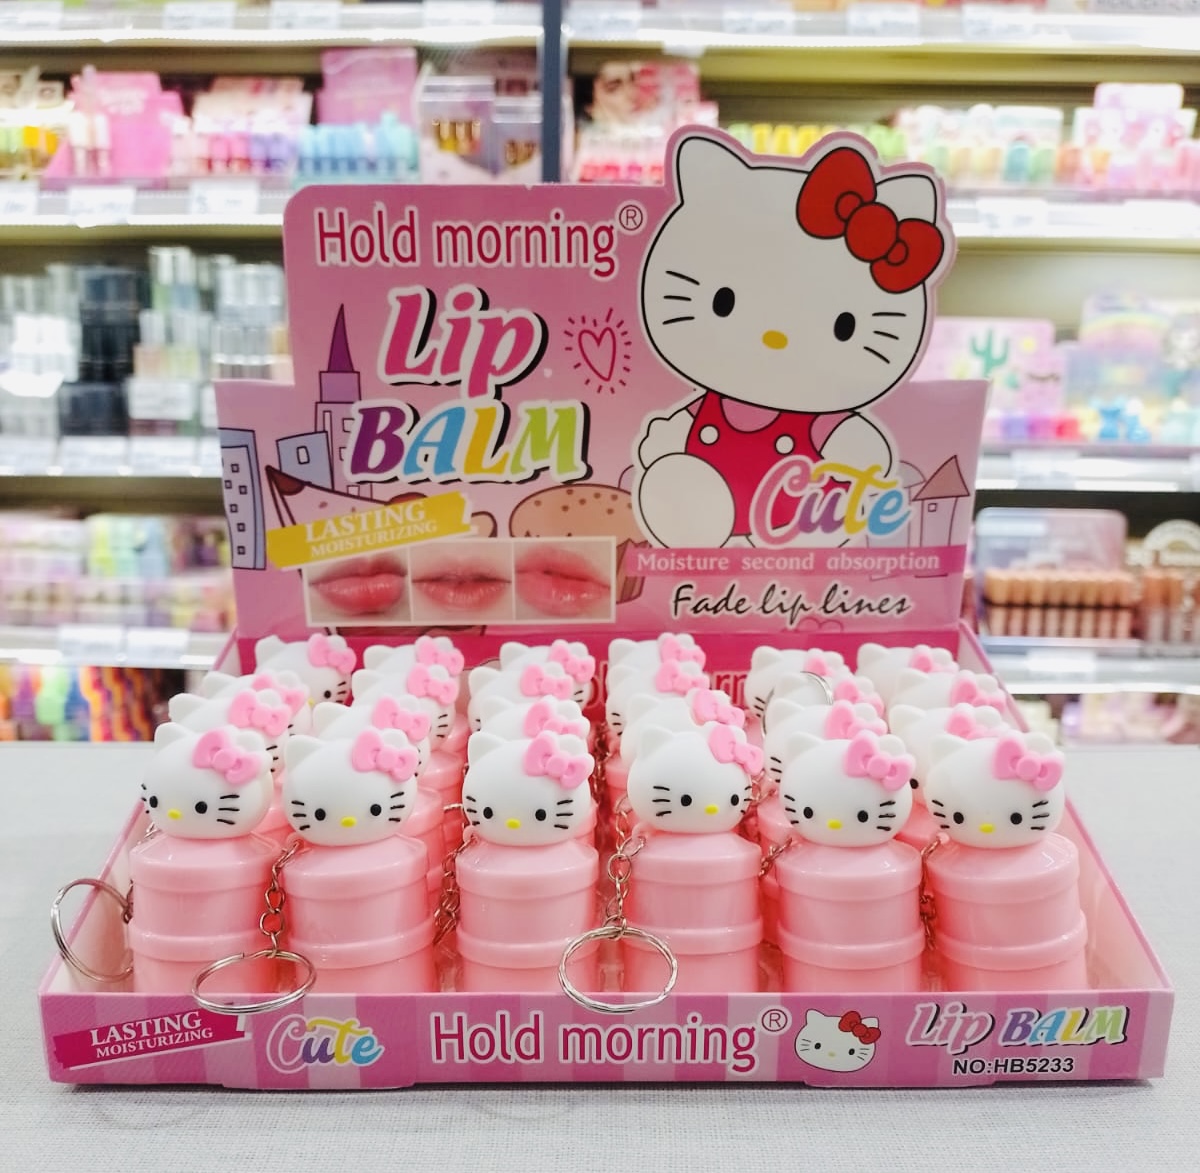 Hold morning®
Lip
BALM
LASTING
MOISTURIZING
Cute
Moisture second absorption
Fade lip lines
LASTING
MOISTURIZING
Cute
Hold morning®
Lip BALM
NO:HB5233